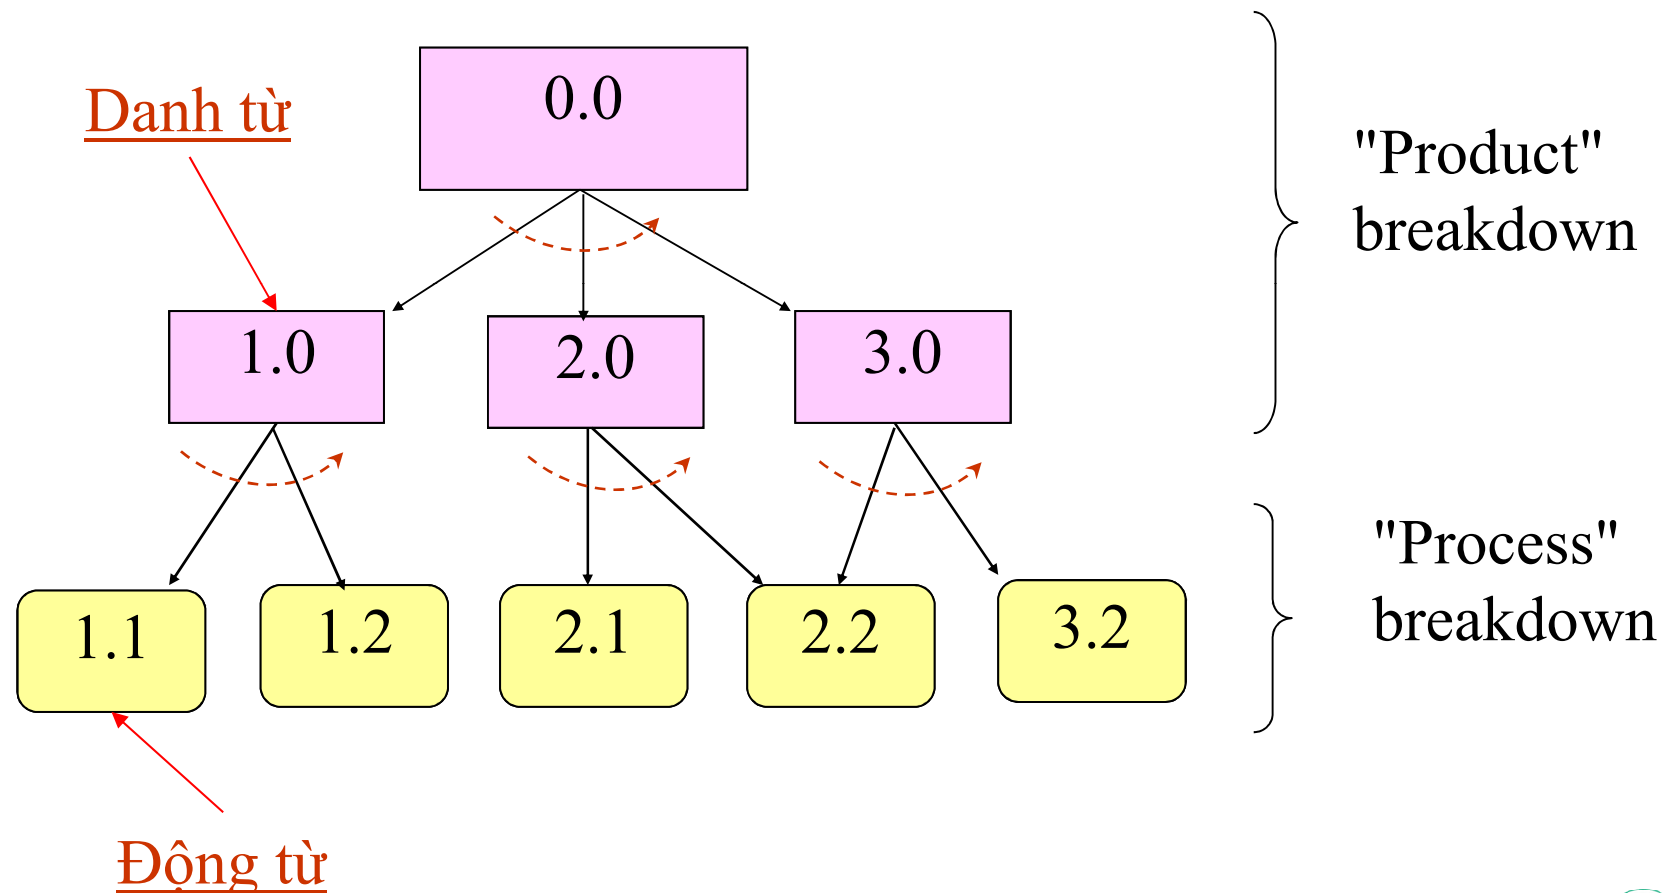 0.0
Danh từ
"Product"
breakdown
1.0
2.0
3.0
"Process"
breakdown
1.1
1.2
2.1
2.2
3.2
Động từ